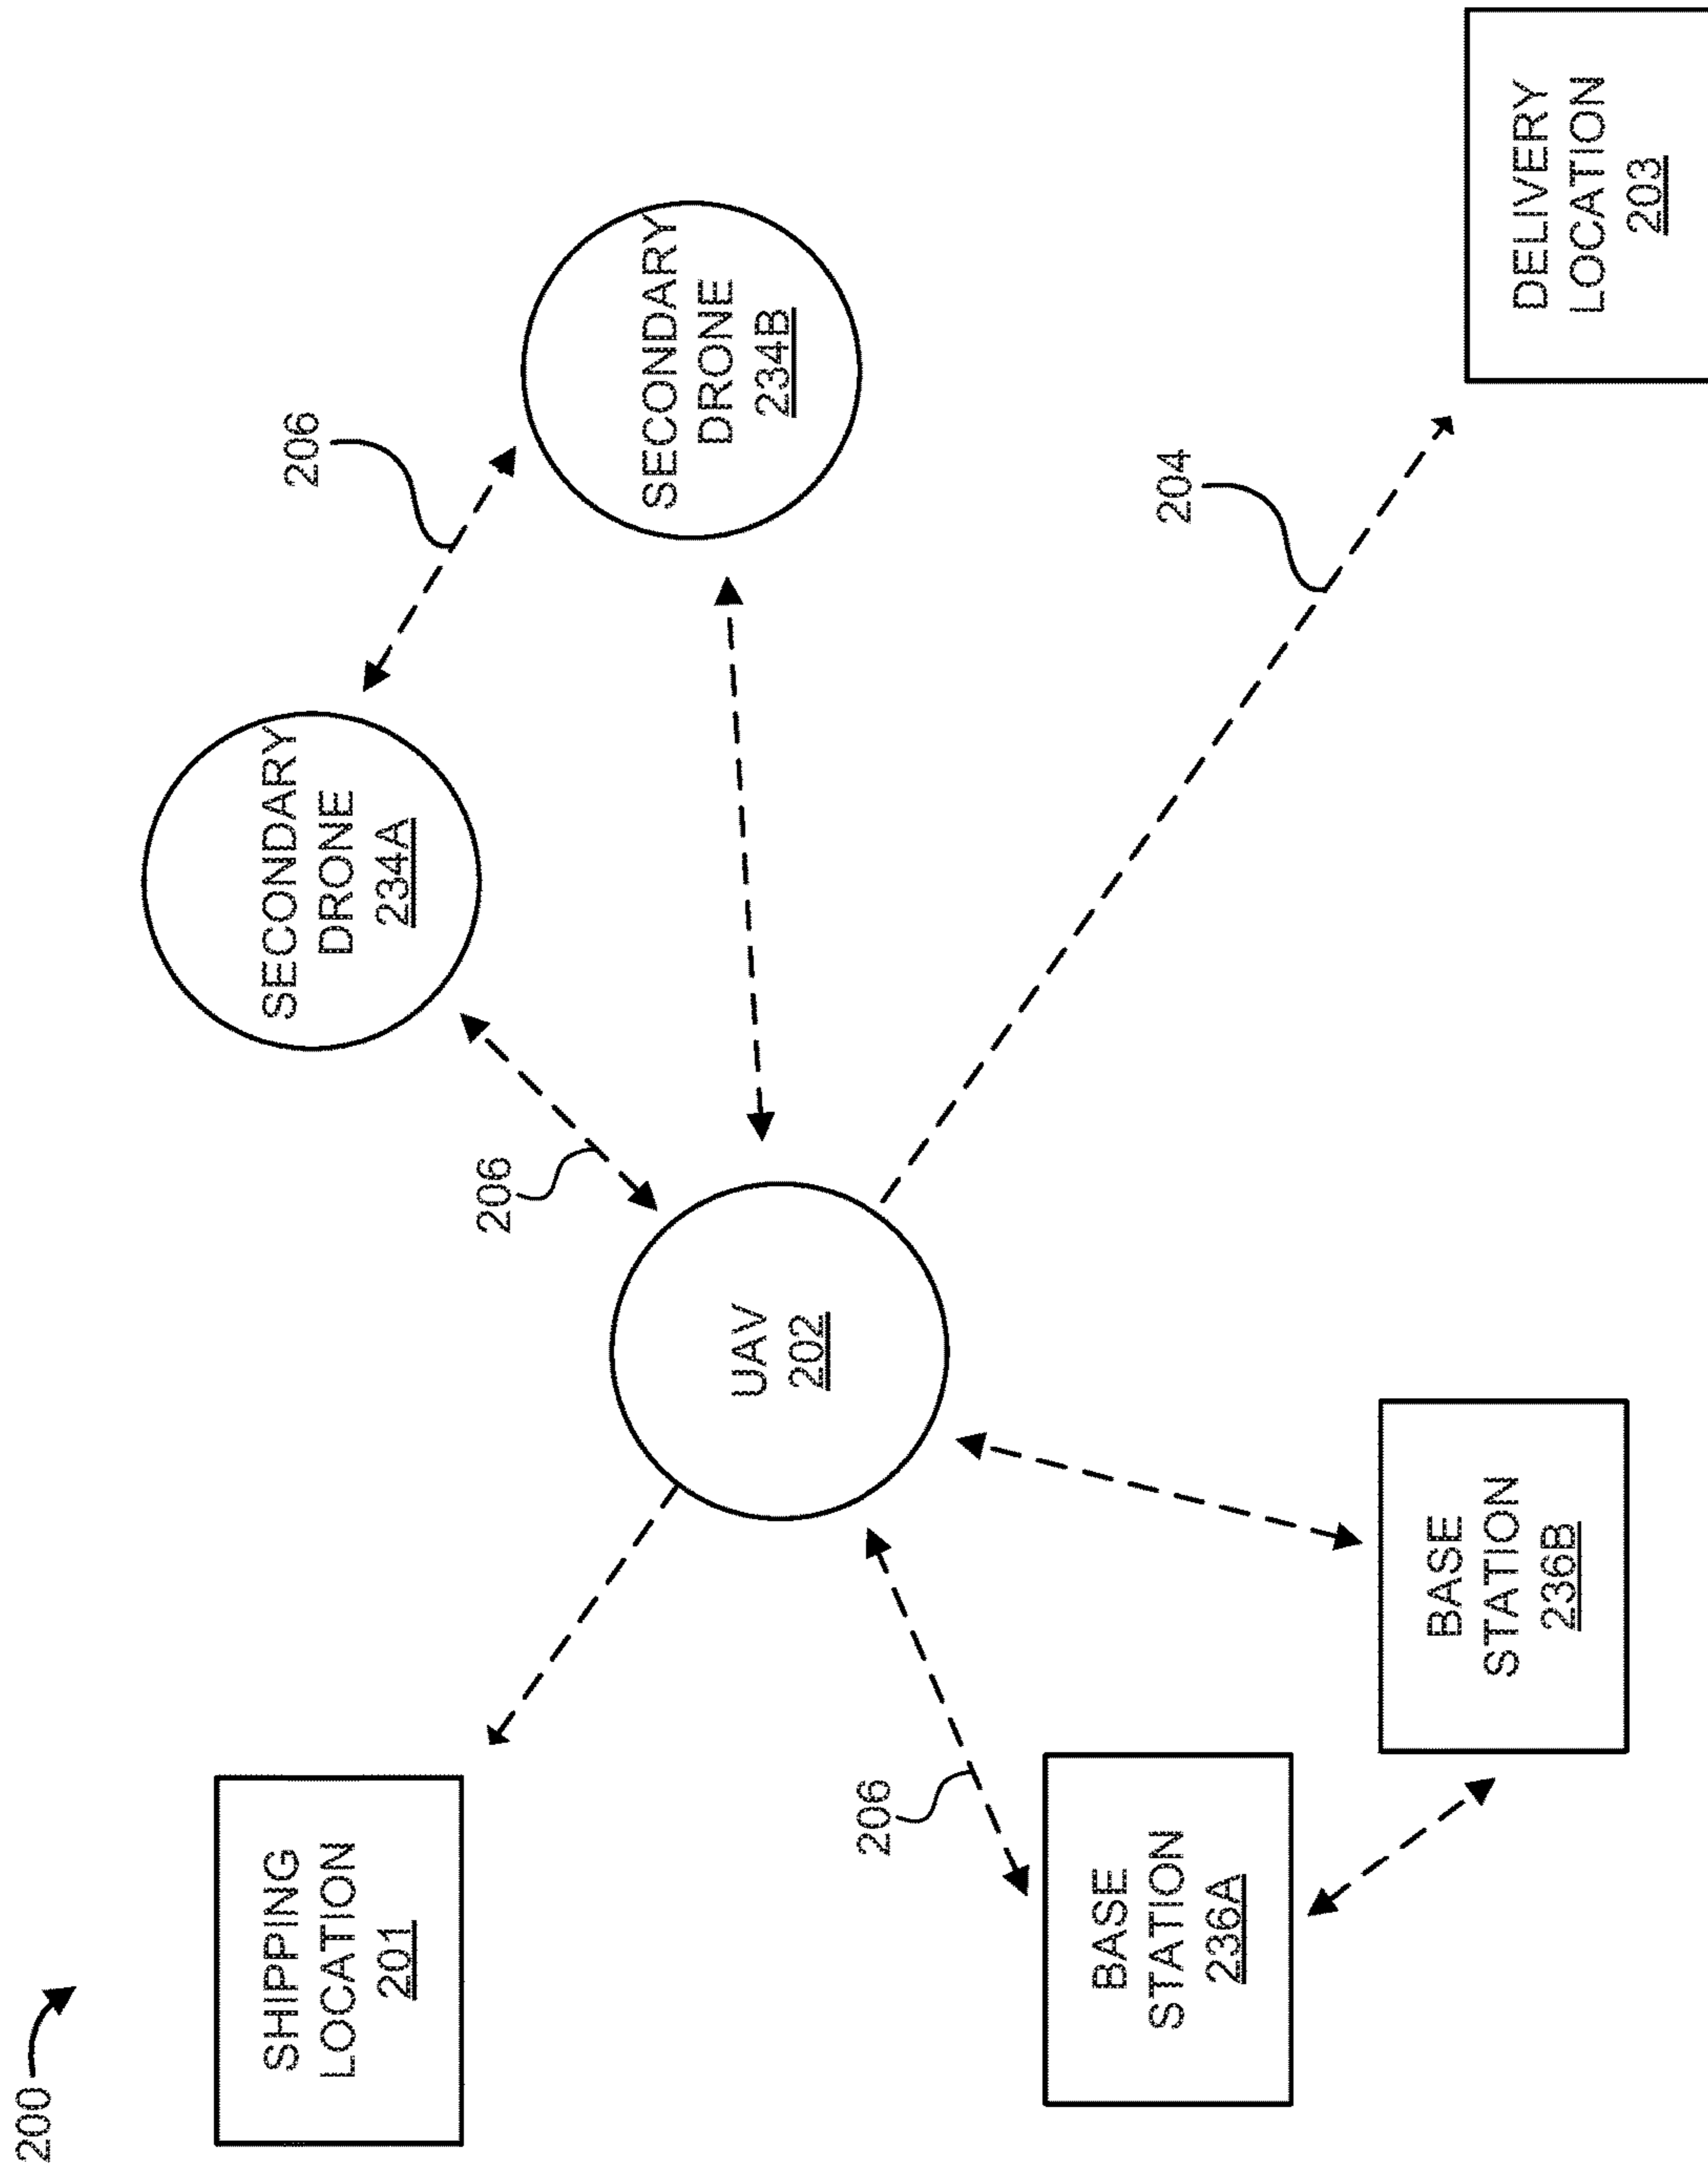 200
SHIPPING
LOCATION
201
206
SECONDARY
DRONE
234A
206
SECONDARY
DRONE
234B
UAV
202
206
BASE
STATION
236A
BASE
STATION
236B
204
DELIVERY
LOCATION
203